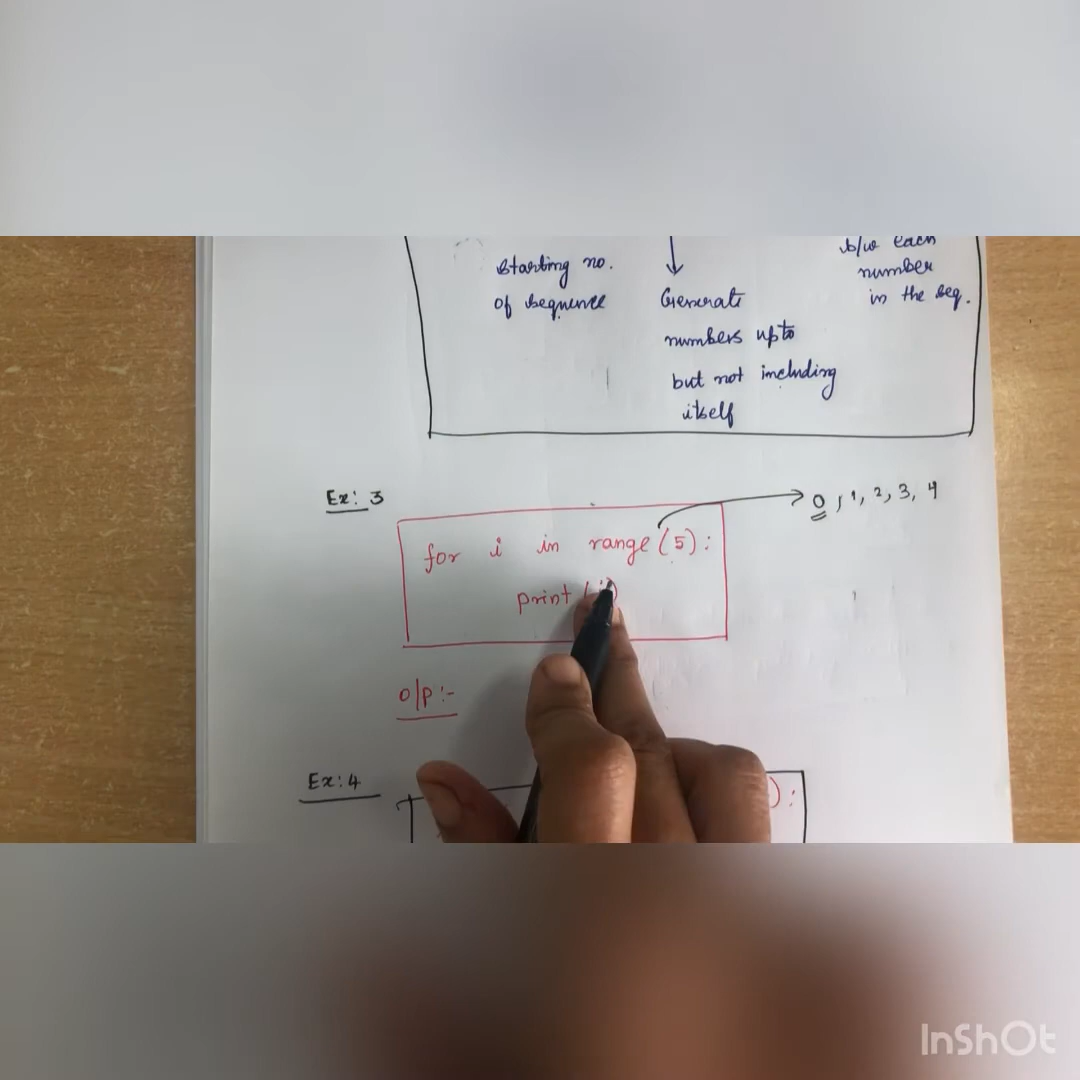 starting no.
of sequence
Generate
numbers upto
but not including
itself
b/w each
number
in the seq.
Ex: 3
0, 1, 2, 3, 4
for i in range (5):
print (i)
o/p:-
Ex: 4
):
InShOt